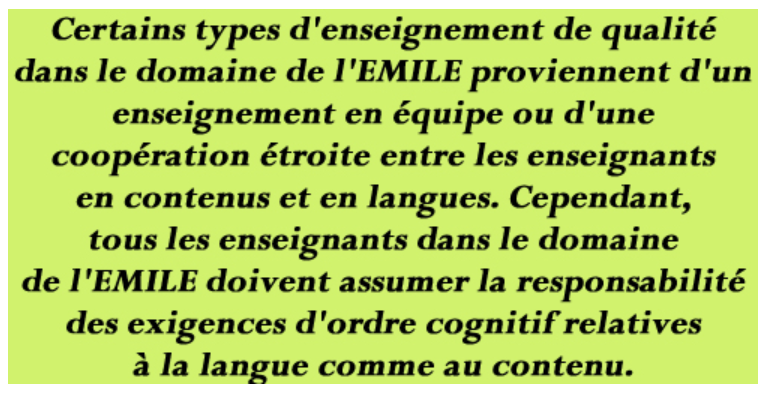 Certains types d'enseignement de qualité
dans le domaine de l'EMILE proviennent d'un
enseignement en équipe ou d'une
coopération étroite entre les enseignants
en contenus et en langues. Cependant,
tous les enseignants dans le domaine
de l'EMILE doivent assumer la responsabilité
des exigences d'ordre cognitif relatives
à la langue comme au contenu.